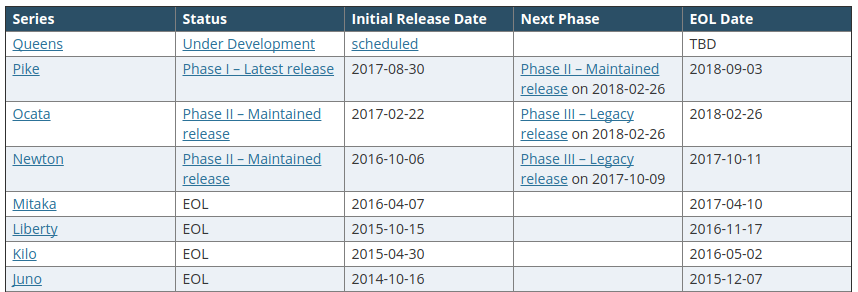 Series Status Initial Release Date Next Phase EOL Date
Queens Under Development scheduled TBD
Pike Phase I – Latest release 2017-08-30 Phase II – Maintained 2018-09-03
release on 2018-02-26
Ocata Phase II – Maintained 2017-02-22 Phase III – Legacy 2018-02-26
release release on 2018-02-26
Newton Phase II – Maintained 2016-10-06 Phase III – Legacy 2017-10-11
release release on 2017-10-09
Mitaka EOL 2016-04-07 2017-04-10
Liberty EOL 2015-10-15 2016-11-17
Kilo EOL 2015-04-30 2016-05-02
Juno EOL 2014-10-16 2015-12-07